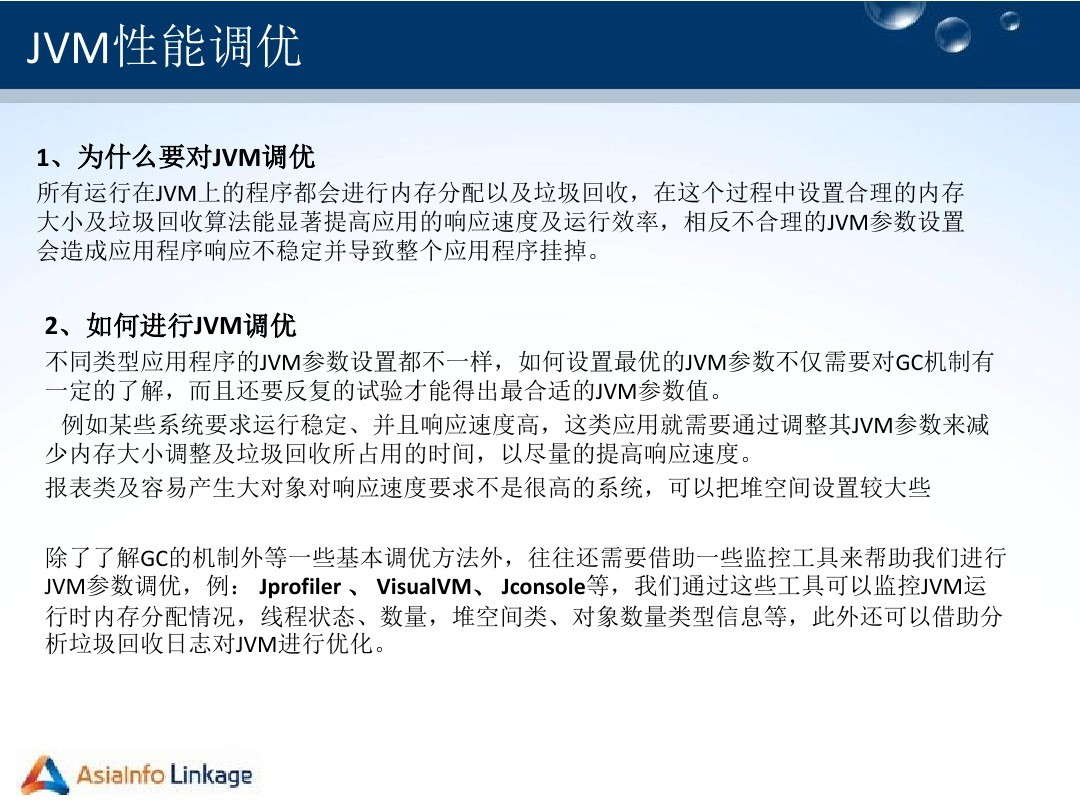 JVM性能调优
1、为什么要对JVM调优
所有运行在JVM上的程序都会进行内存分配以及垃圾回收，在这个过程中设置合理的内存
大小及垃圾回收算法能显著提高应用的响应速度及运行效率，相反不合理的JVM参数设置
会造成应用程序响应不稳定并导致整个应用程序挂掉。
2、如何进行JVM调优
不同类型应用程序的JVM参数设置都不一样，如何设置最优的JVM参数不仅需要对GC机制有
一定的了解，而且还要反复的试验才能得出最合适的JVM参数值。
例如某些系统要求运行稳定、并且响应速度高，这类应用就需要通过调整其JVM参数来减
少内存大小调整及垃圾回收所占用的时间，以尽量的提高响应速度。
报表类及容易产生大对象对响应速度要求不是很高的系统，可以把堆空间设置较大些
除了了解GC的机制外等一些基本调优方法外，往往还需要借助一些监控工具来帮助我们进行
JVM参数调优，例： Jprofiler 、 VisualVM、 Jconsole等，我们通过这些工具可以监控JVM运
行时内存分配情况，线程状态、数量，堆空间类、对象数量类型信息等，此外还可以借助分
析垃圾回收日志对JVM进行优化。
AsiaInfo Linkage